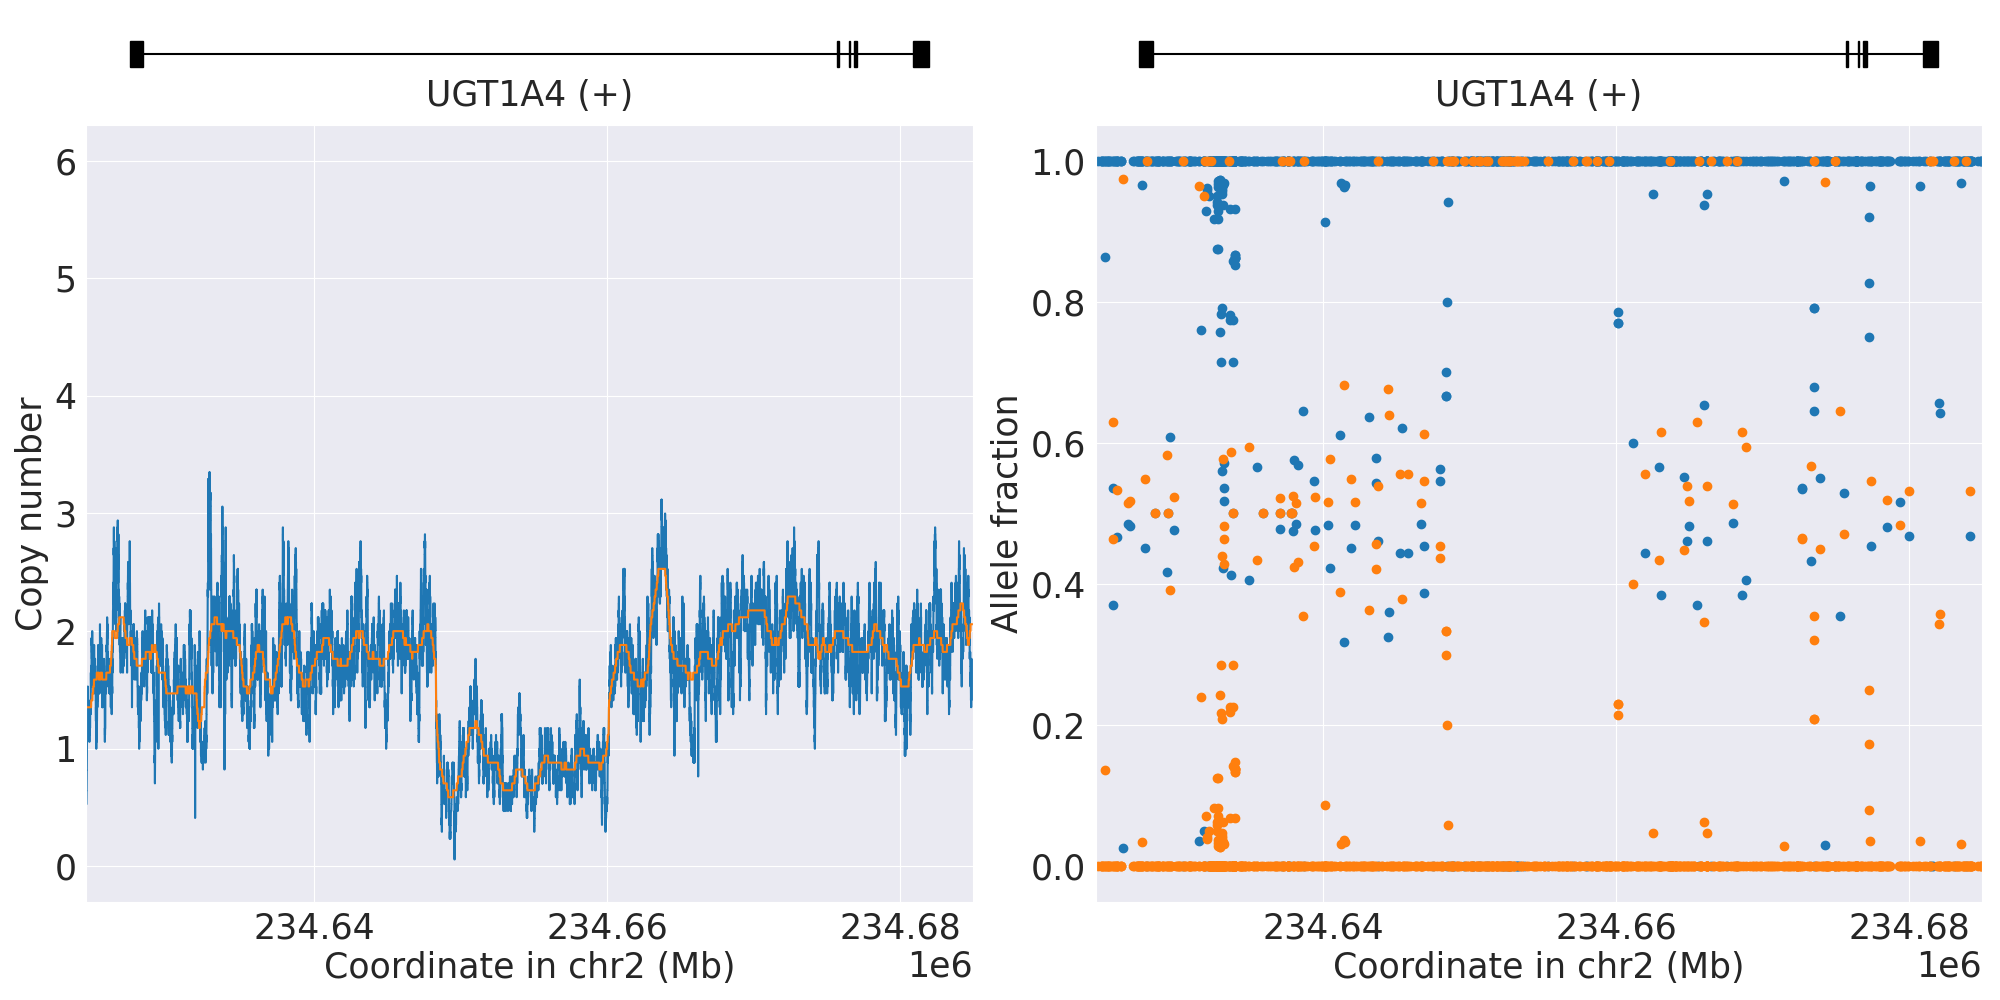 UGT1A4 (+)
6
5
4
3
2
1
0
Copy number
234.64 234.66 234.68
Coordinate in chr2 (Mb) 1e6
UGT1A4 (+)
1.0
0.8
0.6
0.4
0.2
0.0
Allele fraction
234.64 234.66 234.68
Coordinate in chr2 (Mb) 1e6